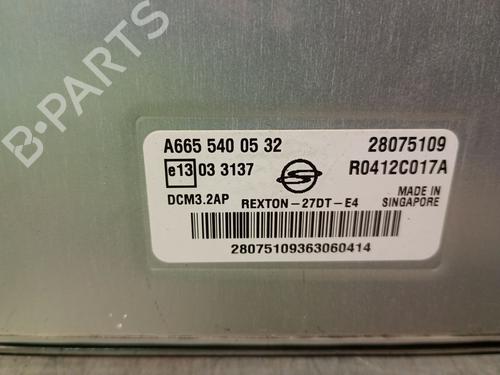 B-PARTS
A665 540 05 32 28075109
e13 03 3137 R0412C017A
DCM3.2AP REXTON-27DT-E4 MADE IN SINGAPORE
28075109363060414